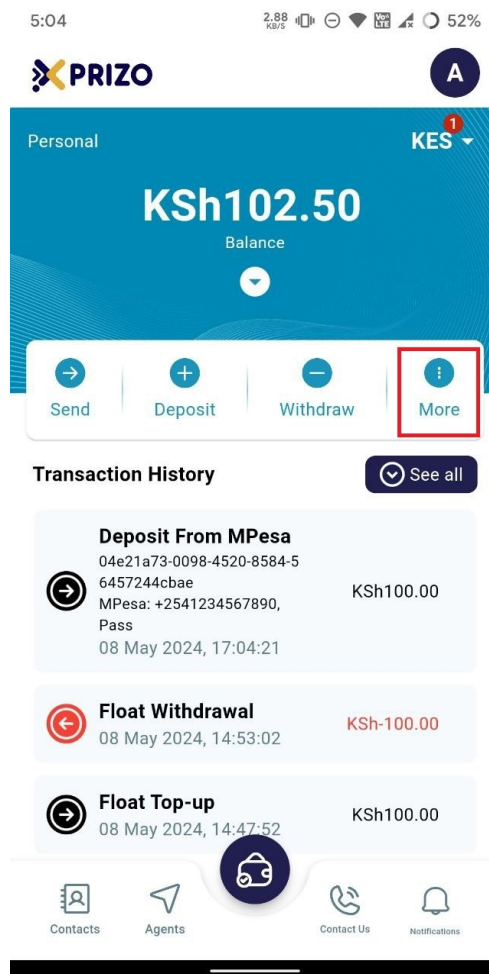 5:04
2.88
KB/S
Vo)
LTE
52%
PRIZO
A
Personal
KES
1
KSh102.50
Balance
Send
Deposit
Withdraw
More
Transaction History
See all
Deposit From MPesa
04e21a73-0098-4520-8584-5
6457244cbae
MPesa: +2541234567890,
Pass
08 May 2024, 17:04:21
KSh100.00
Float Withdrawal
08 May 2024, 14:53:02
KSh-100.00
Float Top-up
08 May 2024, 14:47:52
KSh100.00
Contacts
Agents
Contact Us
Notifications